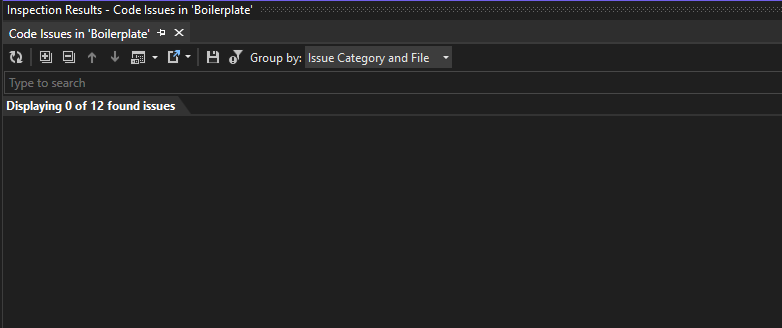 Inspection Results - Code Issues in 'Boilerplate'
Code Issues in 'Boilerplate'
Group by: Issue Category and File
Type to search
Displaying 0 of 12 found issues